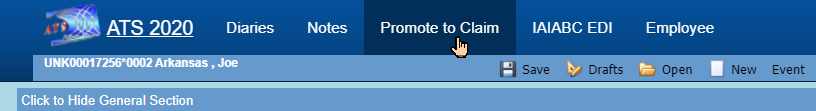 ATS ATS 2020 Diaries Notes Promote to Claim IAIABC EDI Employee
UNK00017256*0002 Arkansas , Joe
Save Drafts Open New Event
Click to Hide General Section